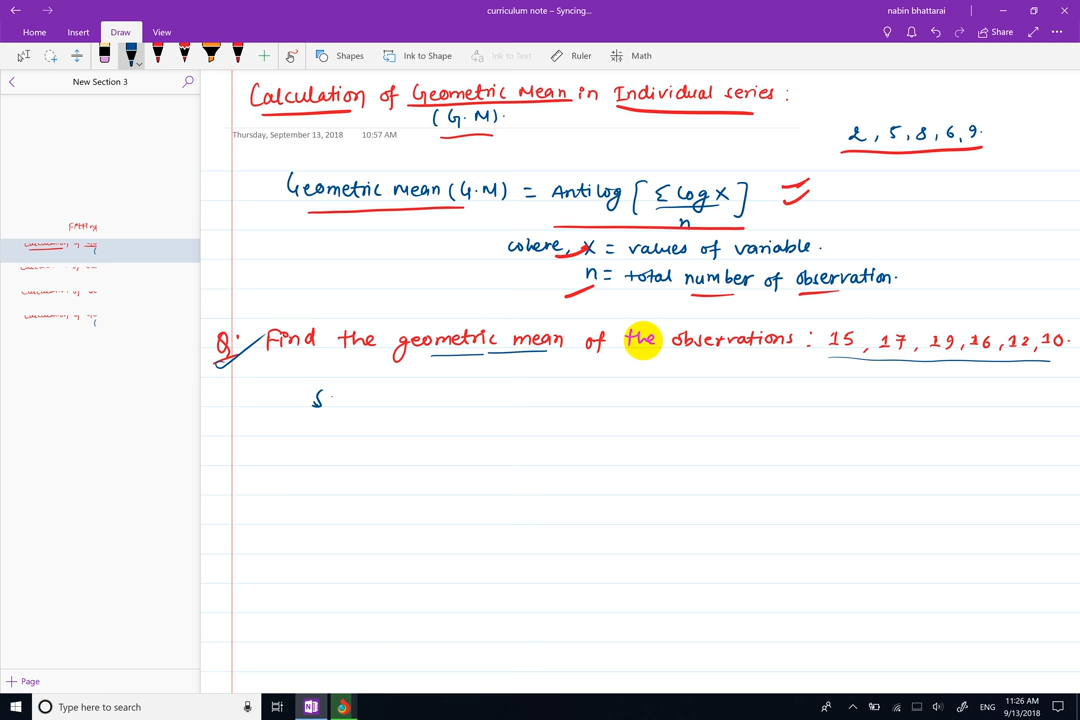 curriculum note – Syncing...
nabin bhattarai
Home Insert Draw View
Share
Shapes Ink to Shape Ink to Text Ruler Math
New Section 3
Calculation of Geometric Mean in Individual series :
(G.M).
Thursday, September 13, 2018 10:57 AM
2, 5, 8, 6, 9.
Geometric mean (G.M) = Antilog [ Σ log X / n ]
where, X = values of variable.
n = total number of observation.
Q: Find the geometric mean of the observations : 15, 17, 19, 16, 12, 10.
S
+ Page
Type here to search
ENG
11:26 AM
9/13/2018